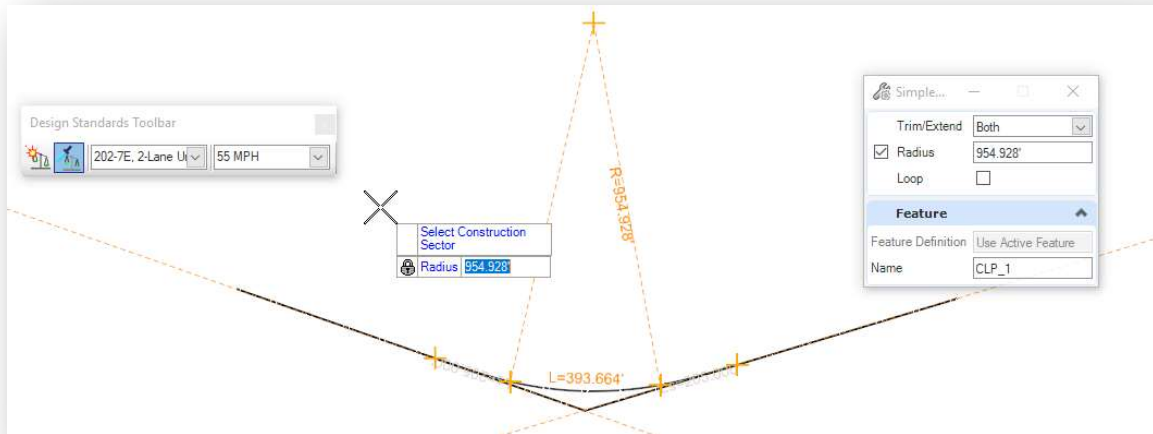 Design Standards Toolbar
202-7E, 2-Lane Ur
55 MPH
Simple...
Trim/Extend
Both
Radius
954.928'
Loop
Feature
Feature Definition
Use Active Feature
Name
CLP_1
R=954.928'
Select Construction
Sector
Radius
954.928'
L=393.664'